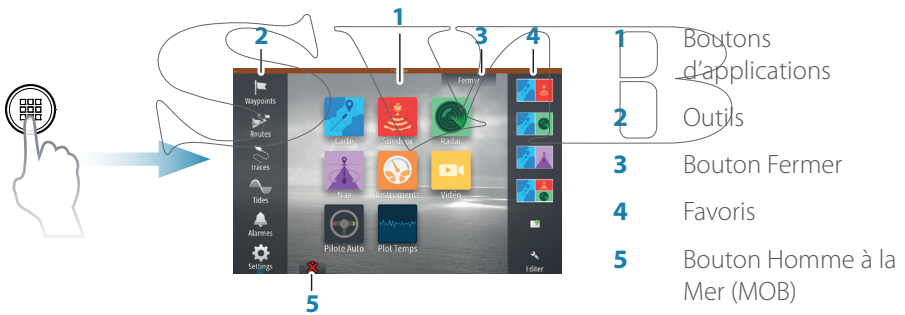 1
2
3
4
Fermer
Waypoints
Routes
traces
Tides
Alarmes
Settings
Carte
Sondeur
Radar
Nav
Instruments
Vidéo
Pilote Auto
Plot Temps
Editer
5
SVB
1 Boutons
d'applications
2 Outils
3 Bouton Fermer
4 Favoris
5 Bouton Homme à la
Mer (MOB)